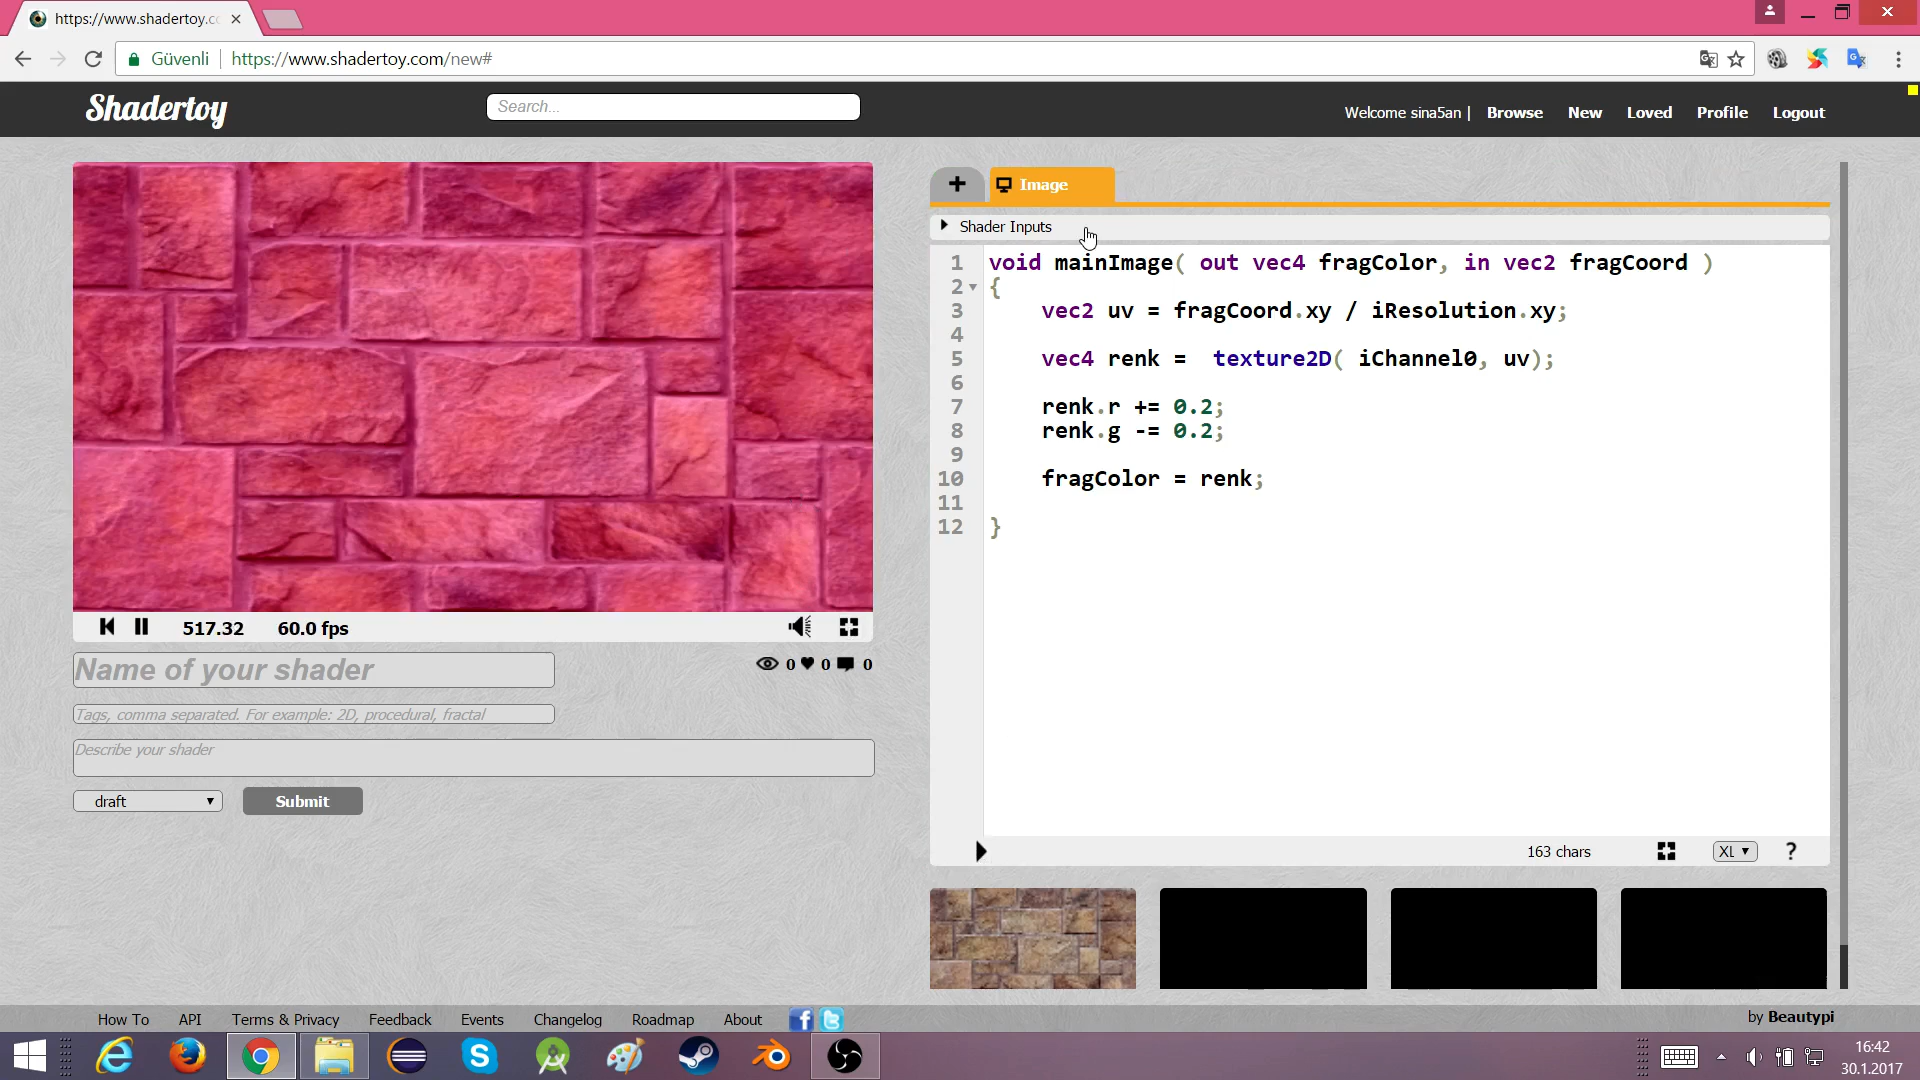 https://www.shadertoy.co
Güvenli
https://www.shadertoy.com/new#
Shadertoy
Search...
Welcome sina5an |
Browse
New
Loved
Profile
Logout
Image
Shader Inputs
1 void mainImage( out vec4 fragColor, in vec2 fragCoord )
2 {
3 vec2 uv = fragCoord.xy / iResolution.xy;
4
5 vec4 renk =  texture2D( iChannel0, uv);
6
7 renk.r += 0.2;
8 renk.g -= 0.2;
9
10 fragColor = renk;
11
12 }
517.32
60.0 fps
0
0
0
Name of your shader
Tags, comma separated. For example: 2D, procedural, fractal
Describe your shader
draft
Submit
163 chars
XL
?
How To
API
Terms & Privacy
Feedback
Events
Changelog
Roadmap
About
by Beautypi
16:42
30.1.2017